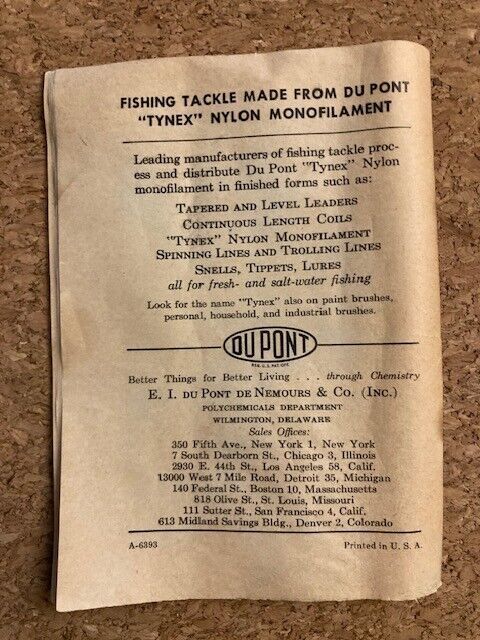 FISHING TACKLE MADE FROM DU PONT
"TYNEX" NYLON MONOFILAMENT
Leading manufacturers of fishing tackle proc-
ess and distribute Du Pont "Tynex" Nylon
monofilament in finished forms such as:
TAPERED AND LEVEL LEADERS
CONTINUOUS LENGTH COILS
"TYNEX" NYLON MONOFILAMENT
SPINNING LINES AND TROLLING LINES
SNELLS, TIPPETS, LURES
all for fresh- and salt-water fishing
Look for the name "Tynex" also on paint brushes,
personal, household, and industrial brushes.
DU PONT
REG. U.S. PAT. OFF.
Better Things for Better Living . . . through Chemistry
E. I. DU PONT DE NEMOURS & CO. (INC.)
POLYCHEMICALS DEPARTMENT
WILMINGTON, DELAWARE
Sales Offices:
350 Fifth Ave., New York 1, New York
7 South Dearborn St., Chicago 3, Illinois
2930 E. 44th St., Los Angeles 58, Calif.
13000 West 7 Mile Road, Detroit 35, Michigan
140 Federal St., Boston 10, Massachusetts
818 Olive St., St. Louis, Missouri
111 Sutter St., San Francisco 4, Calif.
613 Midland Savings Bldg., Denver 2, Colorado
A-6393 Printed in U. S. A.